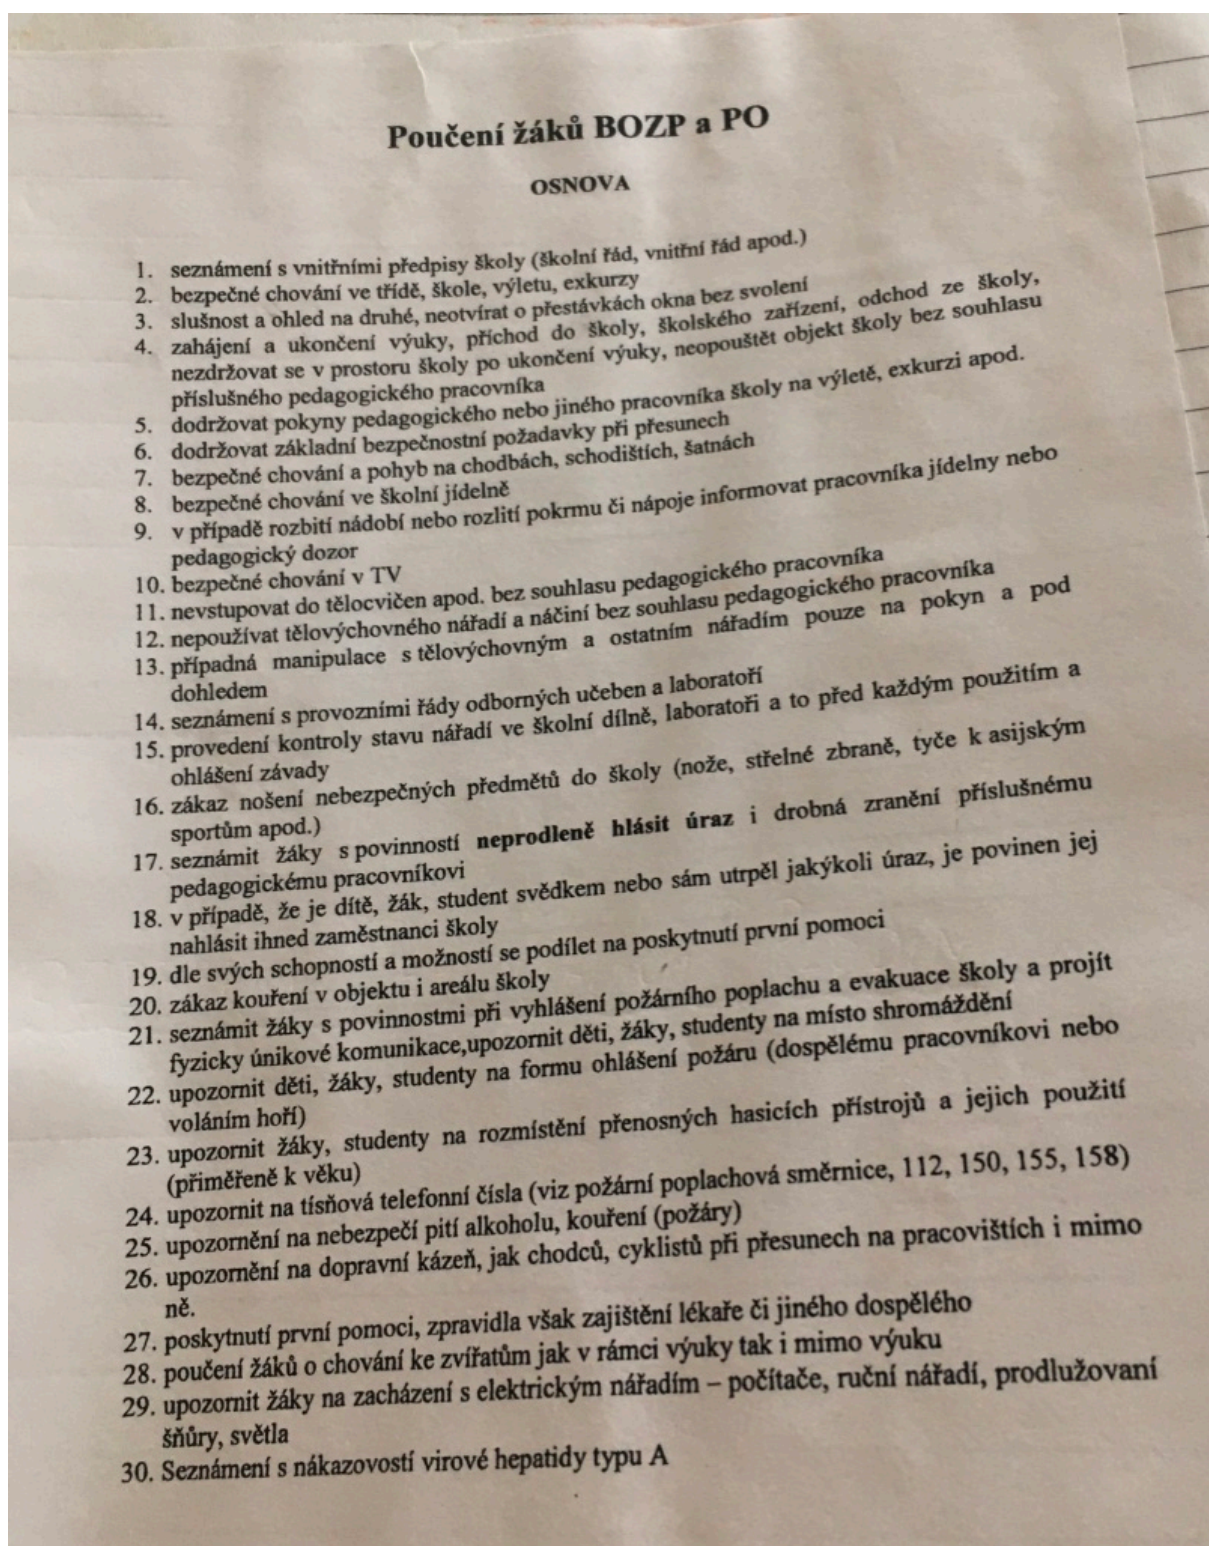 Poučení žáků BOZP a PO
OSNOVA
1. seznámení s vnitřními předpisy školy (školní řád, vnitřní řád apod.)
2. bezpečné chování ve třídě, škole, výletu, exkurzy
3. slušnost a ohled na druhé, neotvírat o přestávkách okna bez svolení
4. zahájení a ukončení výuky, příchod do školy, školského zařízení, odchod ze školy,
nezdržovat se v prostoru školy po ukončení výuky, neopouštět objekt školy bez souhlasu
příslušného pedagogického pracovníka
5. dodržovat pokyny pedagogického nebo jiného pracovníka školy na výletě, exkurzi apod.
6. dodržovat základní bezpečnostní požadavky při přesunech
7. bezpečné chování a pohyb na chodbách, schodištích, šatnách
8. bezpečné chování ve školní jídelně
9. v případě rozbití nádobí nebo rozlití pokrmu či nápoje informovat pracovníka jídelny nebo
pedagogický dozor
10. bezpečné chování v TV
11. nevstupovat do tělocvičen apod. bez souhlasu pedagogického pracovníka
12. nepoužívat tělovýchovného nářadí a náčiní bez souhlasu pedagogického pracovníka
13. případná manipulace s tělovýchovným a ostatním nářadím pouze na pokyn a pod
dohledem
14. seznámení s provozními řády odborných učeben a laboratoří
15. provedení kontroly stavu nářadí ve školní dílně, laboratoři a to před každým použitím a
ohlášení závady
16. zákaz nošení nebezpečných předmětů do školy (nože, střelné zbraně, tyče k asijským
sportům apod.)
17. seznámit žáky s povinností neprodleně hlásit úraz i drobná zranění příslušnému
pedagogickému pracovníkovi
18. v případě, že je dítě, žák, student svědkem nebo sám utrpěl jakýkoli úraz, je povinen jej
nahlásit ihned zaměstnanci školy
19. dle svých schopností a možností se podílet na poskytnutí první pomoci
20. zákaz kouření v objektu i areálu školy
21. seznámit žáky s povinnostmi při vyhlášení požárního poplachu a evakuace školy a projít
fyzicky únikové komunikace,upozornit děti, žáky, studenty na místo shromáždění
22. upozornit děti, žáky, studenty na formu ohlášení požáru (dospělému pracovníkovi nebo
voláním hoří)
23. upozornit žáky, studenty na rozmístění přenosných hasicích přístrojů a jejich použití
(přiměřeně k věku)
24. upozornit na tísňová telefonní čísla (viz požární poplachová směrnice, 112, 150, 155, 158)
25. upozornění na nebezpečí pití alkoholu, kouření (požáry)
26. upozornění na dopravní kázeň, jak chodců, cyklistů při přesunech na pracovištích i mimo
ně.
27. poskytnutí první pomoci, zpravidla však zajištění lékaře či jiného dospělého
28. poučení žáků o chování ke zvířatům jak v rámci výuky tak i mimo výuku
29. upozornit žáky na zacházení s elektrickým nářadím – počítače, ruční nářadí, prodlužovaní
šňůry, světla
30. Seznámení s nákazovostí virové hepatidy typu A